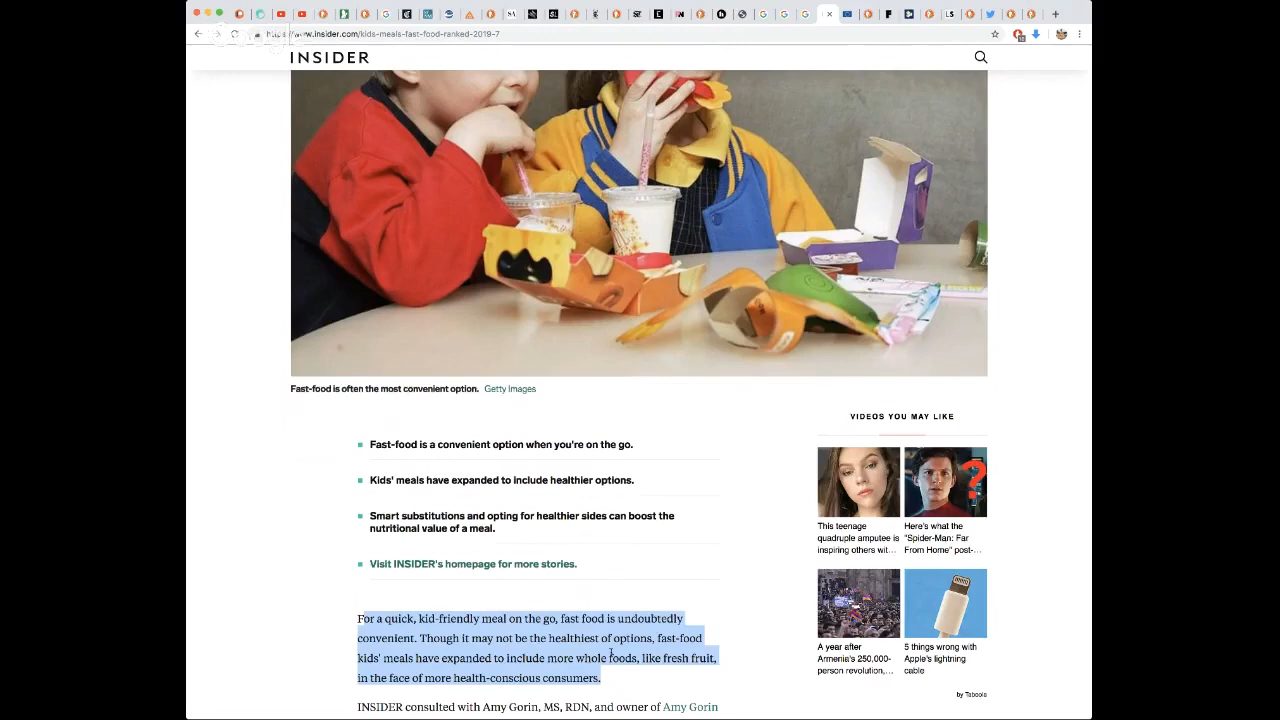 https://www.insider.com/kids-meals-fast-food-ranked-2019-7
INSIDER
Fast-food is often the most convenient option. Getty Images
Fast-food is a convenient option when you're on the go.
Kids' meals have expanded to include healthier options.
Smart substitutions and opting for healthier sides can boost the
nutritional value of a meal.
Visit INSIDER's homepage for more stories.
For a quick, kid-friendly meal on the go, fast food is undoubtedly
convenient. Though it may not be the healthiest of options, fast-food
kids' meals have expanded to include more whole foods, like fresh fruit,
in the face of more health-conscious consumers.
INSIDER consulted with Amy Gorin, MS, RDN, and owner of Amy Gorin
VIDEOS YOU MAY LIKE
This teenage
quadruple amputee is
inspiring others wit...
Here's what the
"Spider-Man: Far
From Home" post-...
A year after
Armenia's 250,000-
person revolution,...
5 things wrong with
Apple's lightning
cable
by Taboola